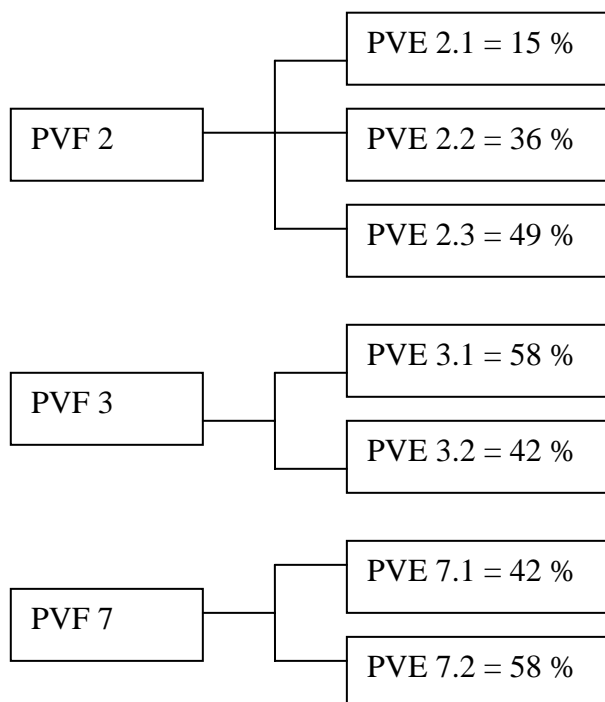 PVE 2.1 = 15 %
PVF 2
PVE 2.2 = 36 %
PVE 2.3 = 49 %
PVE 3.1 = 58 %
PVF 3
PVE 3.2 = 42 %
PVE 7.1 = 42 %
PVF 7
PVE 7.2 = 58 %